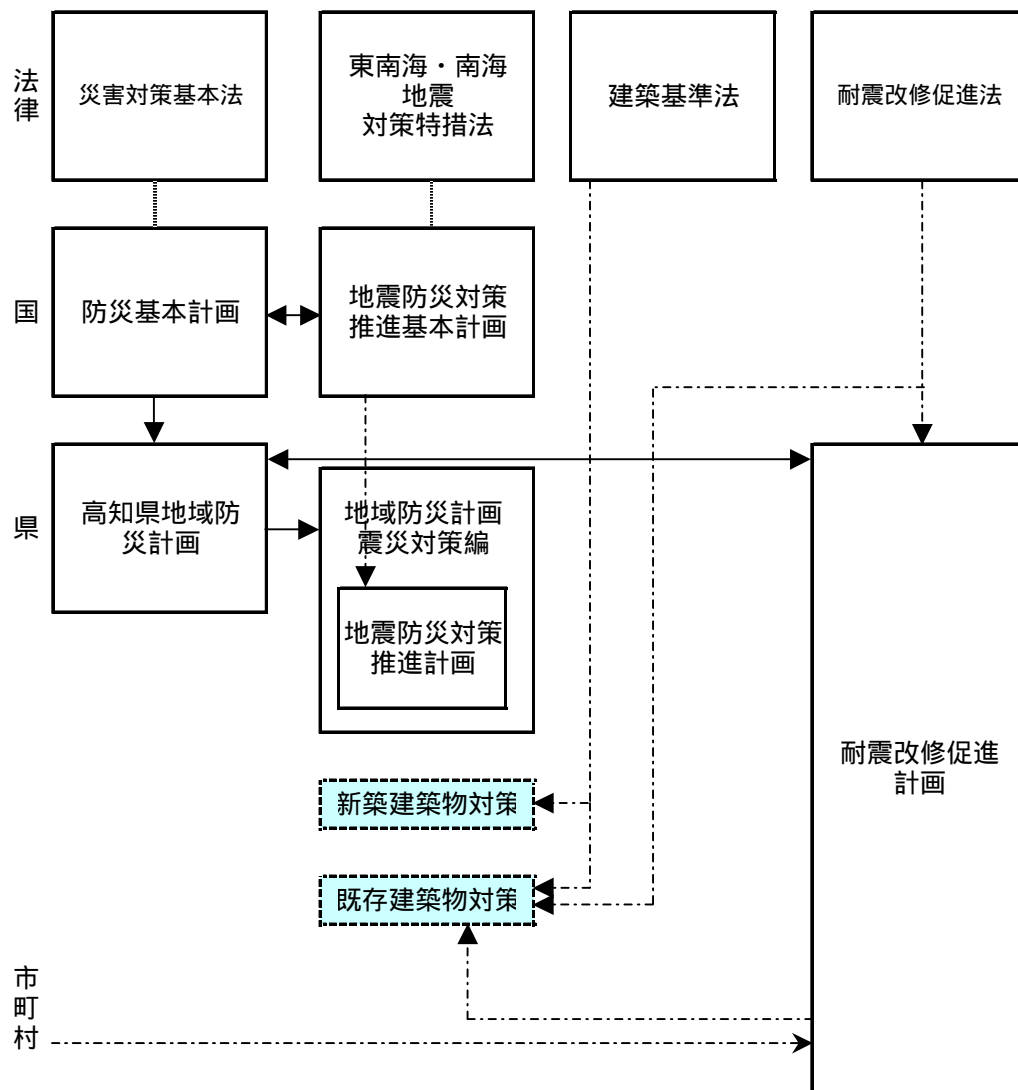 法
律
災害対策基本法
東南海・南海
地震
対策特措法
建築基準法
耐震改修促進法
国
防災基本計画
地震防災対策
推進基本計画
県
高知県地域防
災計画
地域防災計画
震災対策編
地震防災対策
推進計画
耐震改修促進
計画
新築建築物対策
既存建築物対策
市
町
村